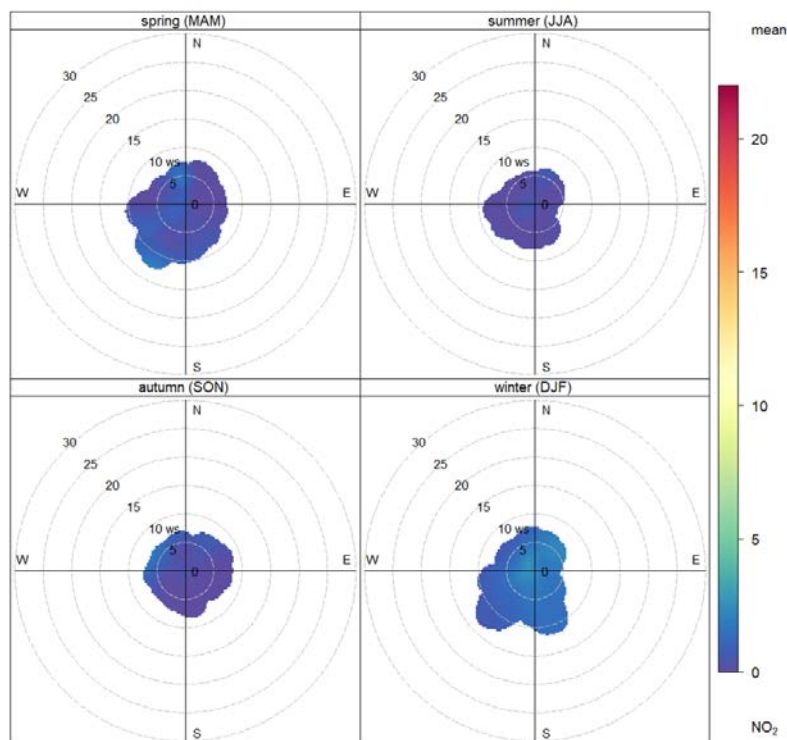 spring (MAM)
N
30
25
20
15
10 ws
5
W
0
E
S
summer (JJA)
N
30
25
20
15
10 ws
5
W
0
E
S
autumn (SON)
N
30
25
20
15
10 ws
5
W
0
E
S
winter (DJF)
N
30
25
20
15
10 ws
5
W
0
E
S
mean
20
15
10
5
0
NO₂